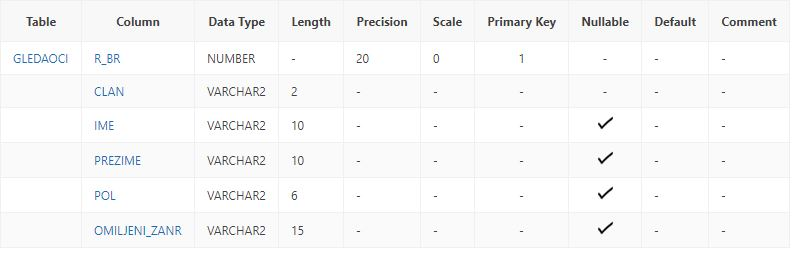 Table Column Data Type Length Precision Scale Primary Key Nullable Default Comment
GLEDAOCI R_BR NUMBER - 20 0 1 - - -
CLAN VARCHAR2 2 - - - - - -
IME VARCHAR2 10 - - - ✓ - -
PREZIME VARCHAR2 10 - - - ✓ - -
POL VARCHAR2 6 - - - ✓ - -
OMILJENI_ZANR VARCHAR2 15 - - - ✓ - -